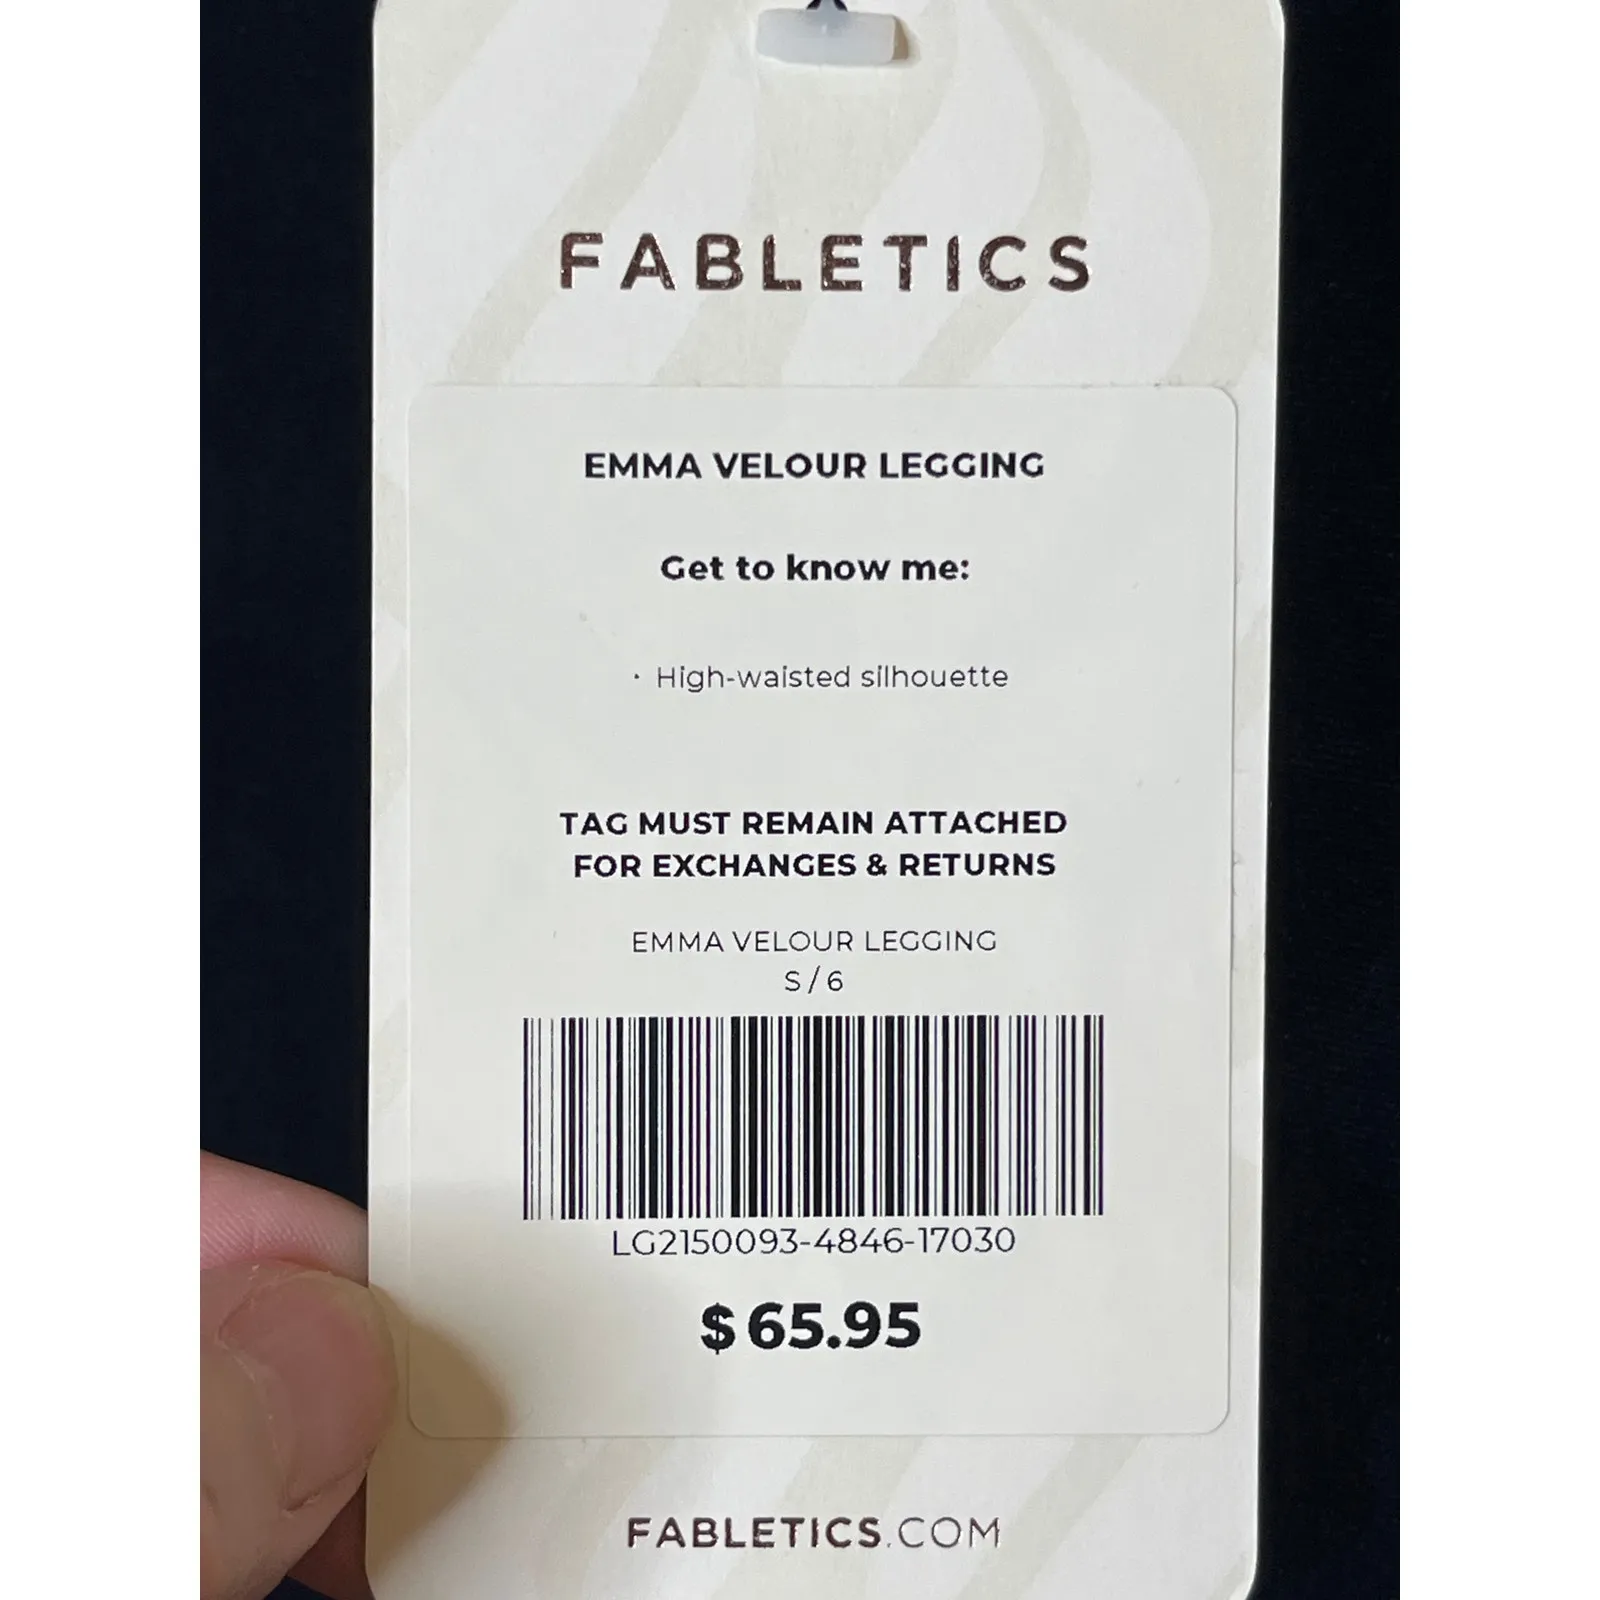 FABLETICS
EMMA VELOUR LEGGING
Get to know me:
• High-waisted silhouette
TAG MUST REMAIN ATTACHED
FOR EXCHANGES & RETURNS
EMMA VELOUR LEGGING
S / 6
LG2150093-4846-17030
$65.95
FABLETICS.COM